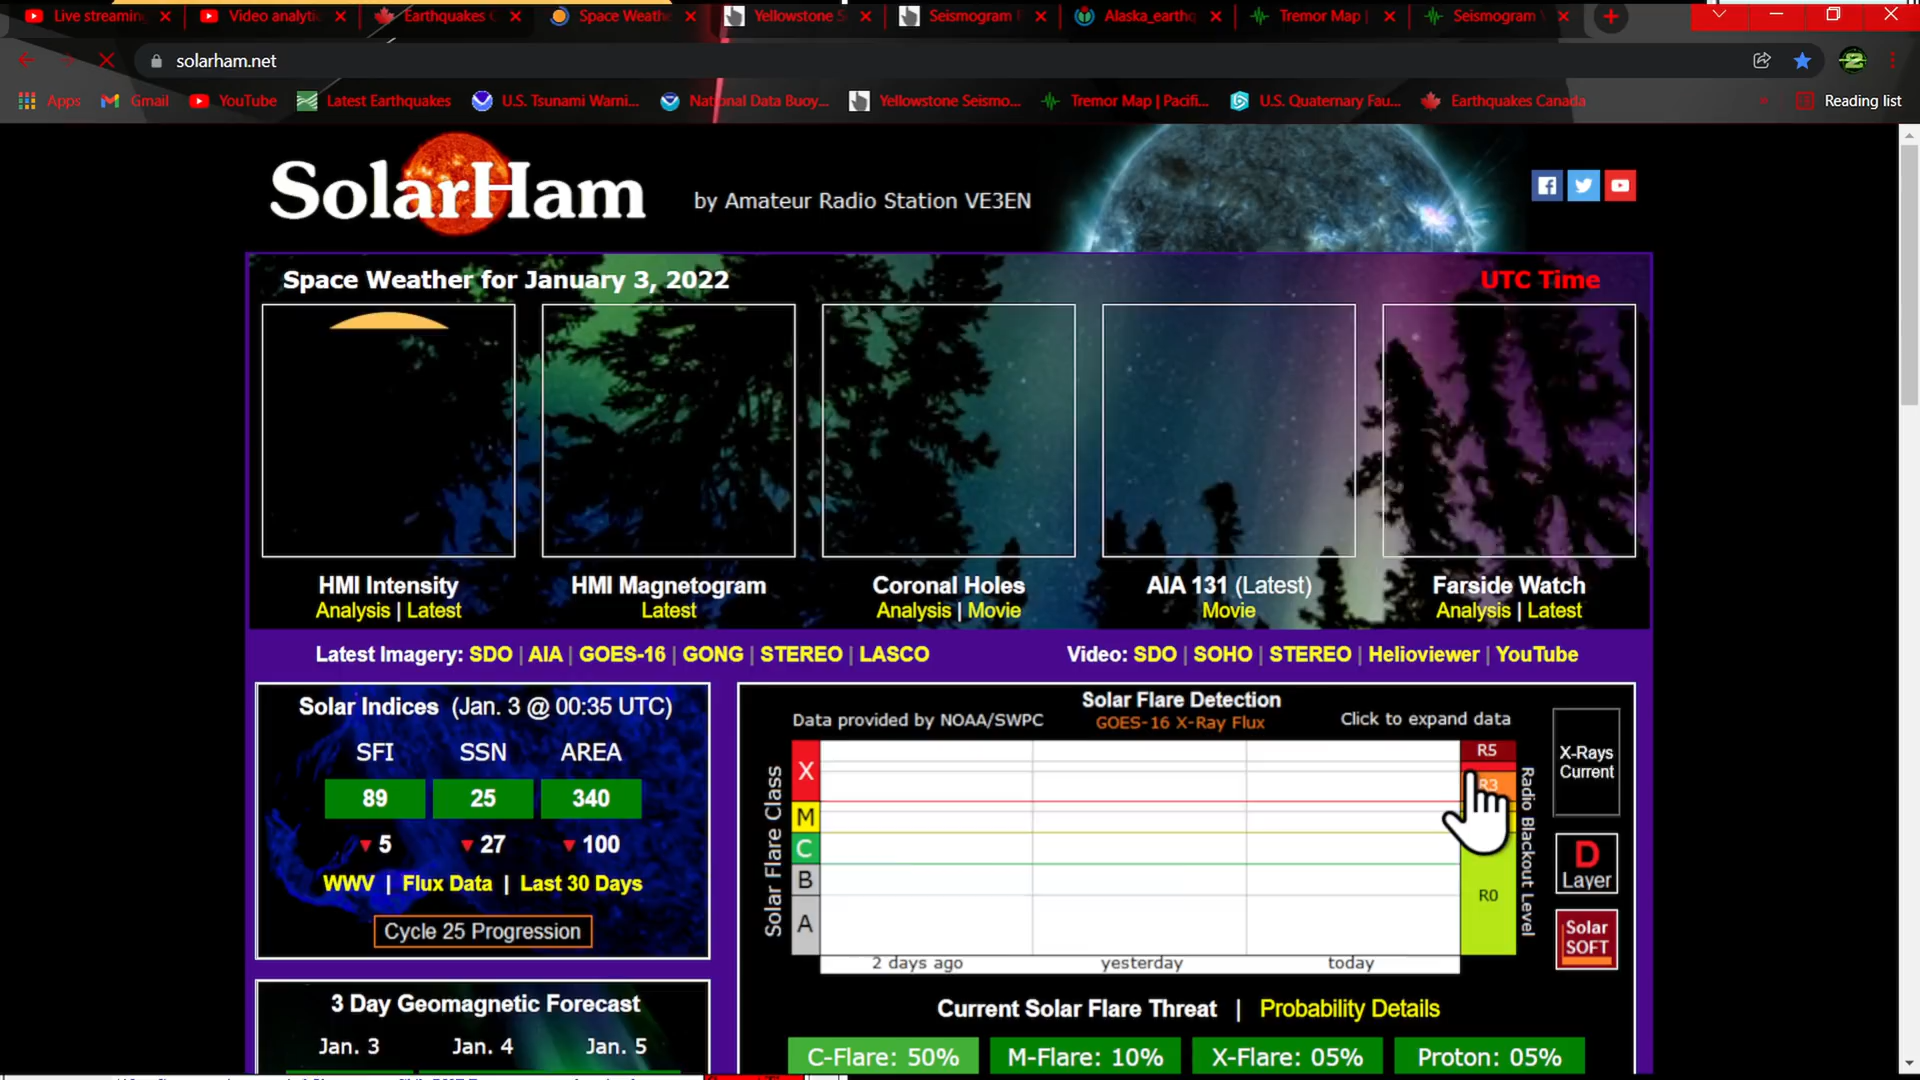 Live streaming
Video analytic
Earthquakes C
Space Weath
Yellowstone S
Seismogram
Alaska_earthq
Tremor Map |
Seismogram
solarham.net
Apps
Gmail
YouTube
Latest Earthquakes
U.S. Tsunami Warni...
National Data Buoy...
Yellowstone Seismo...
Tremor Map | Pacifi...
U.S. Quaternary Fau...
Earthquakes Canada
Reading list
SolarHam
by Amateur Radio Station VE3EN
Space Weather for January 3, 2022
UTC Time
HMI Intensity
HMI Magnetogram
Coronal Holes
AIA 131 (Latest)
Farside Watch
Analysis | Latest
Latest
Analysis | Movie
Movie
Analysis | Latest
Latest Imagery: SDO | AIA | GOES-16 | GONG | STEREO | LASCO
Video: SDO | SOHO | STEREO | Helioviewer | YouTube
Solar Indices (Jan. 3 @ 00:35 UTC)
SFI SSN AREA
89 25 340
5 27 100
WWV | Flux Data | Last 30 Days
Cycle 25 Progression
3 Day Geomagnetic Forecast
Jan. 3 Jan. 4 Jan. 5
Solar Flare Detection
Data provided by NOAA/SWPC
GOES-16 X-Ray Flux
Click to expand data
Solar Flare Class
X
M
C
B
A
R5
R3
R0
Radio Blackout Level
2 days ago yesterday today
X-Rays
Current
D
Layer
Solar
SOFT
Current Solar Flare Threat | Probability Details
C-Flare: 50% M-Flare: 10% X-Flare: 05% Proton: 05%